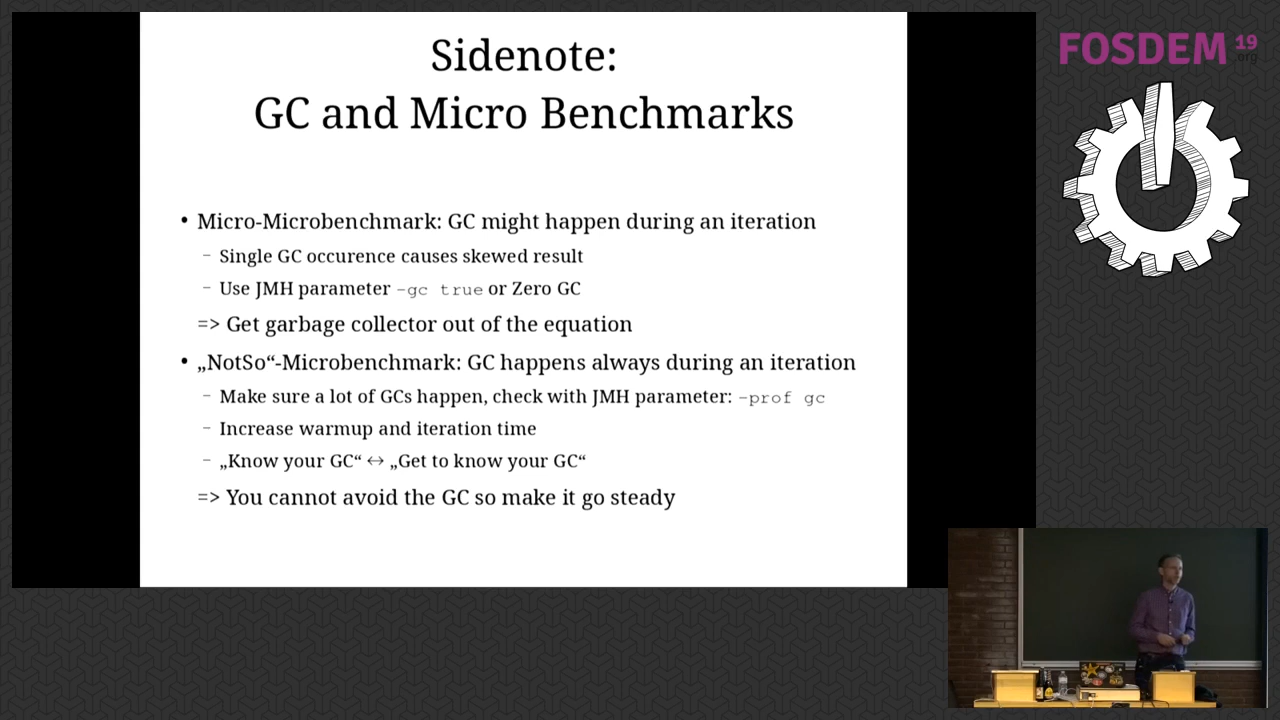 Sidenote:
GC and Micro Benchmarks
• Micro-Microbenchmark: GC might happen during an iteration
– Single GC occurence causes skewed result
– Use JMH parameter -gc true or Zero GC
=> Get garbage collector out of the equation
• „NotSo“-Microbenchmark: GC happens always during an iteration
– Make sure a lot of GCs happen, check with JMH parameter: -prof gc
– Increase warmup and iteration time
– „Know your GC“ ↔ „Get to know your GC“
=> You cannot avoid the GC so make it go steady
FOSDEM 19
.org